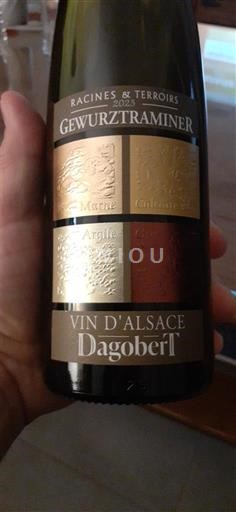 RACINES & TERROIRS
2023
GEWURZTRAMINER
Marne Calcaire
Argile
VIN D'ALSACE
DagoberT